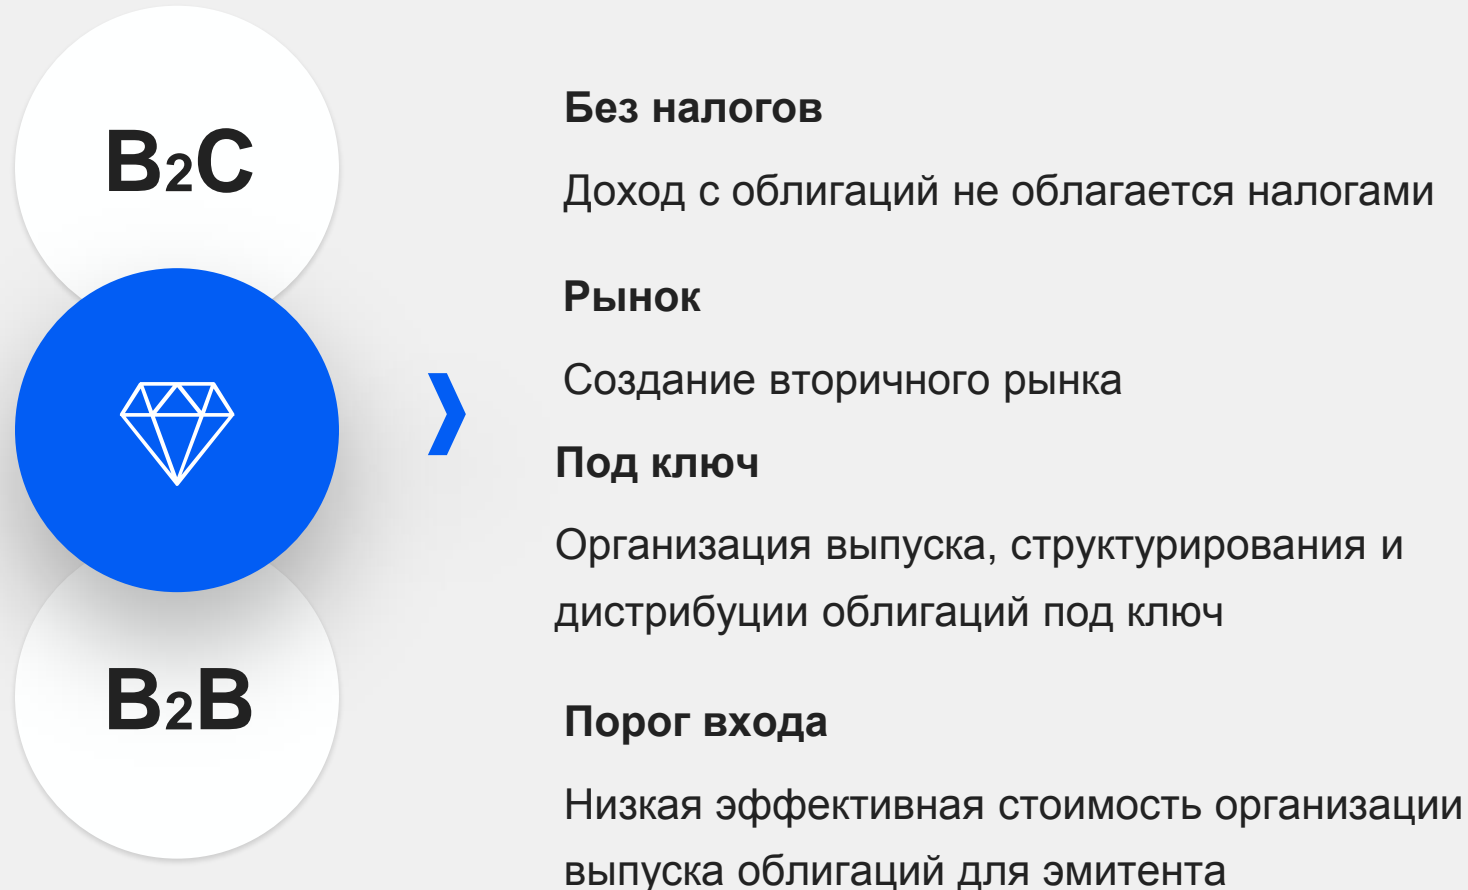 B2C
Без налогов
Доход с облигаций не облагается налогами
Рынок
Создание вторичного рынка
Под ключ
Организация выпуска, структурирования и
дистрибуции облигаций под ключ
B2B
Порог входа
Низкая эффективная стоимость организации
выпуска облигаций для эмитента